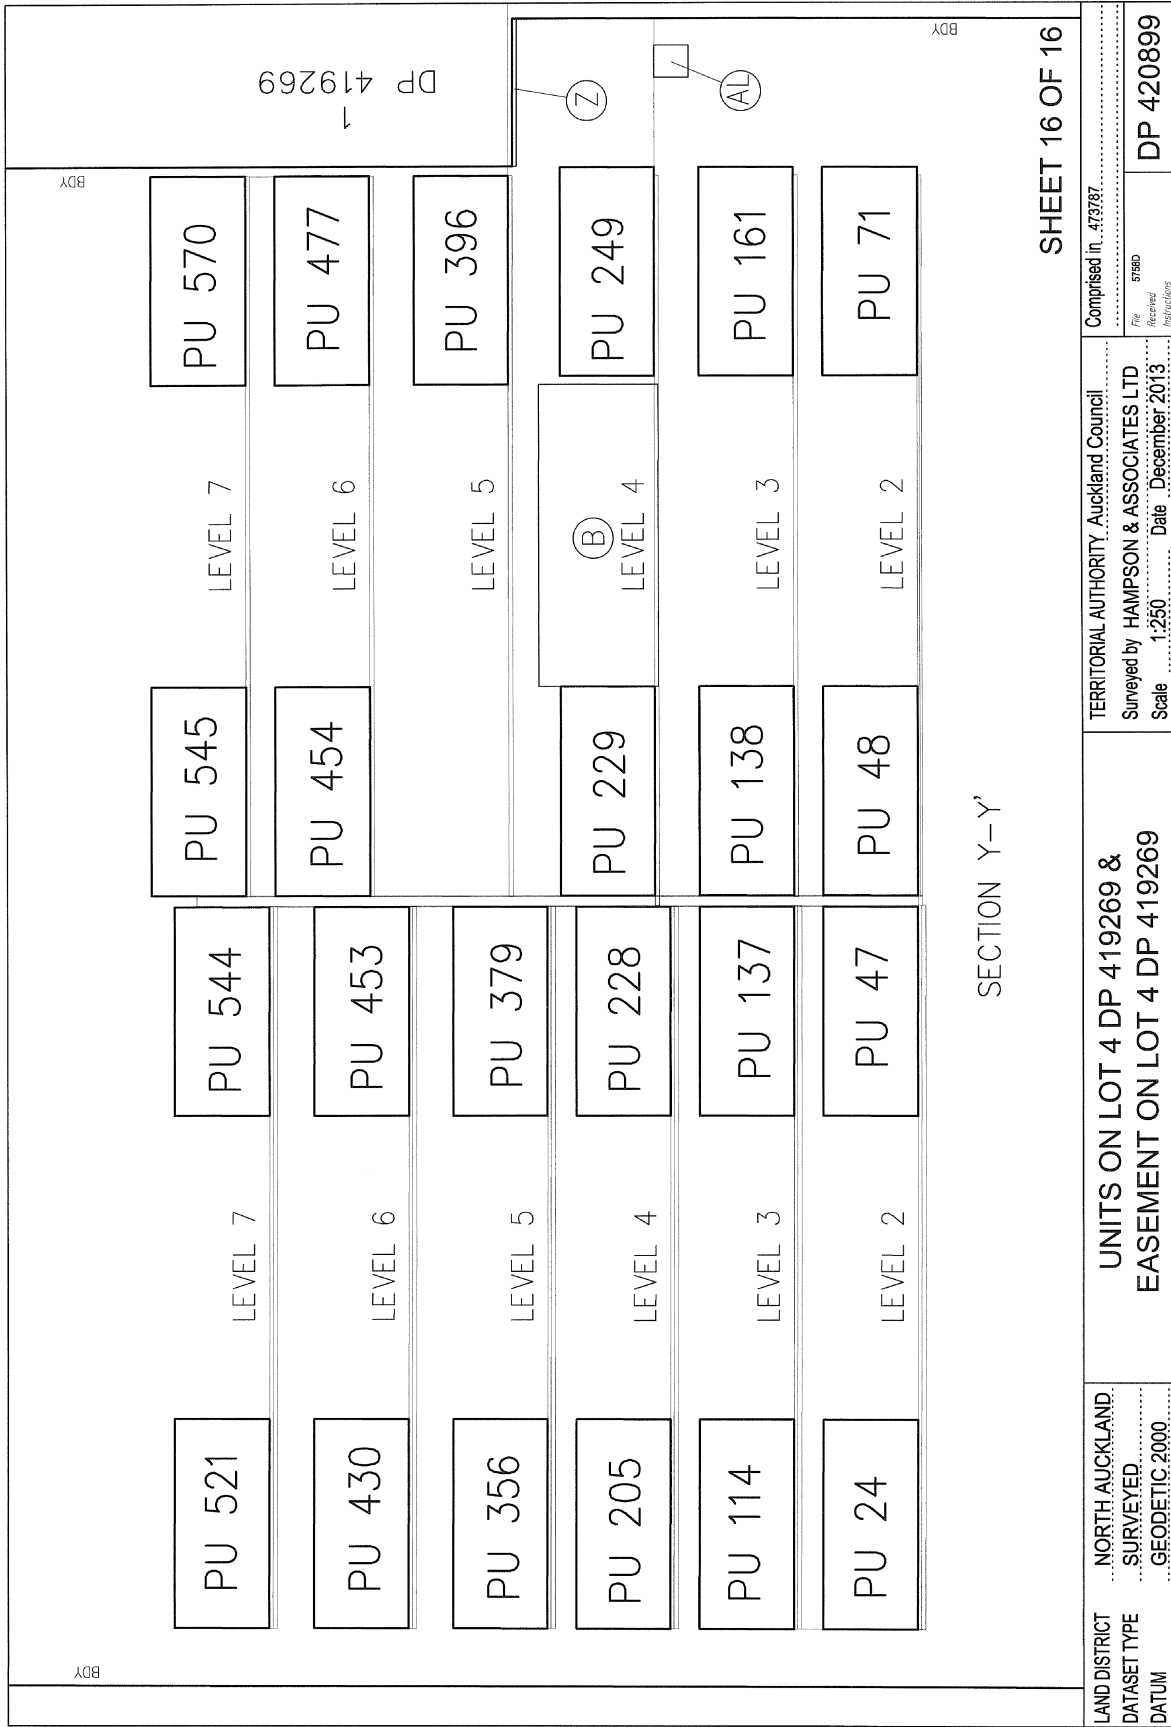 BDY
BDY
1
DP 419269
PU 521
LEVEL 7
PU 544
PU 545
LEVEL 7
PU 570
PU 430
LEVEL 6
PU 453
PU 454
LEVEL 6
PU 477
PU 356
LEVEL 5
PU 379
LEVEL 5
PU 396
Z
PU 205
LEVEL 4
PU 228
PU 229
B
LEVEL 4
PU 249
AL
PU 114
LEVEL 3
PU 137
PU 138
LEVEL 3
PU 161
PU 24
LEVEL 2
PU 47
PU 48
LEVEL 2
PU 71
BDY
SECTION Y-Y'
SHEET 16 OF 16
LAND DISTRICT NORTH AUCKLAND
DATASET TYPE SURVEYED
DATUM GEODETIC 2000
UNITS ON LOT 4 DP 419269 &
EASEMENT ON LOT 4 DP 419269
TERRITORIAL AUTHORITY Auckland Council
Surveyed by HAMPSON & ASSOCIATES LTD
Scale 1:250 Date December 2013
Comprised in 473787
File 5758D
Received
Instructions
DP 420899